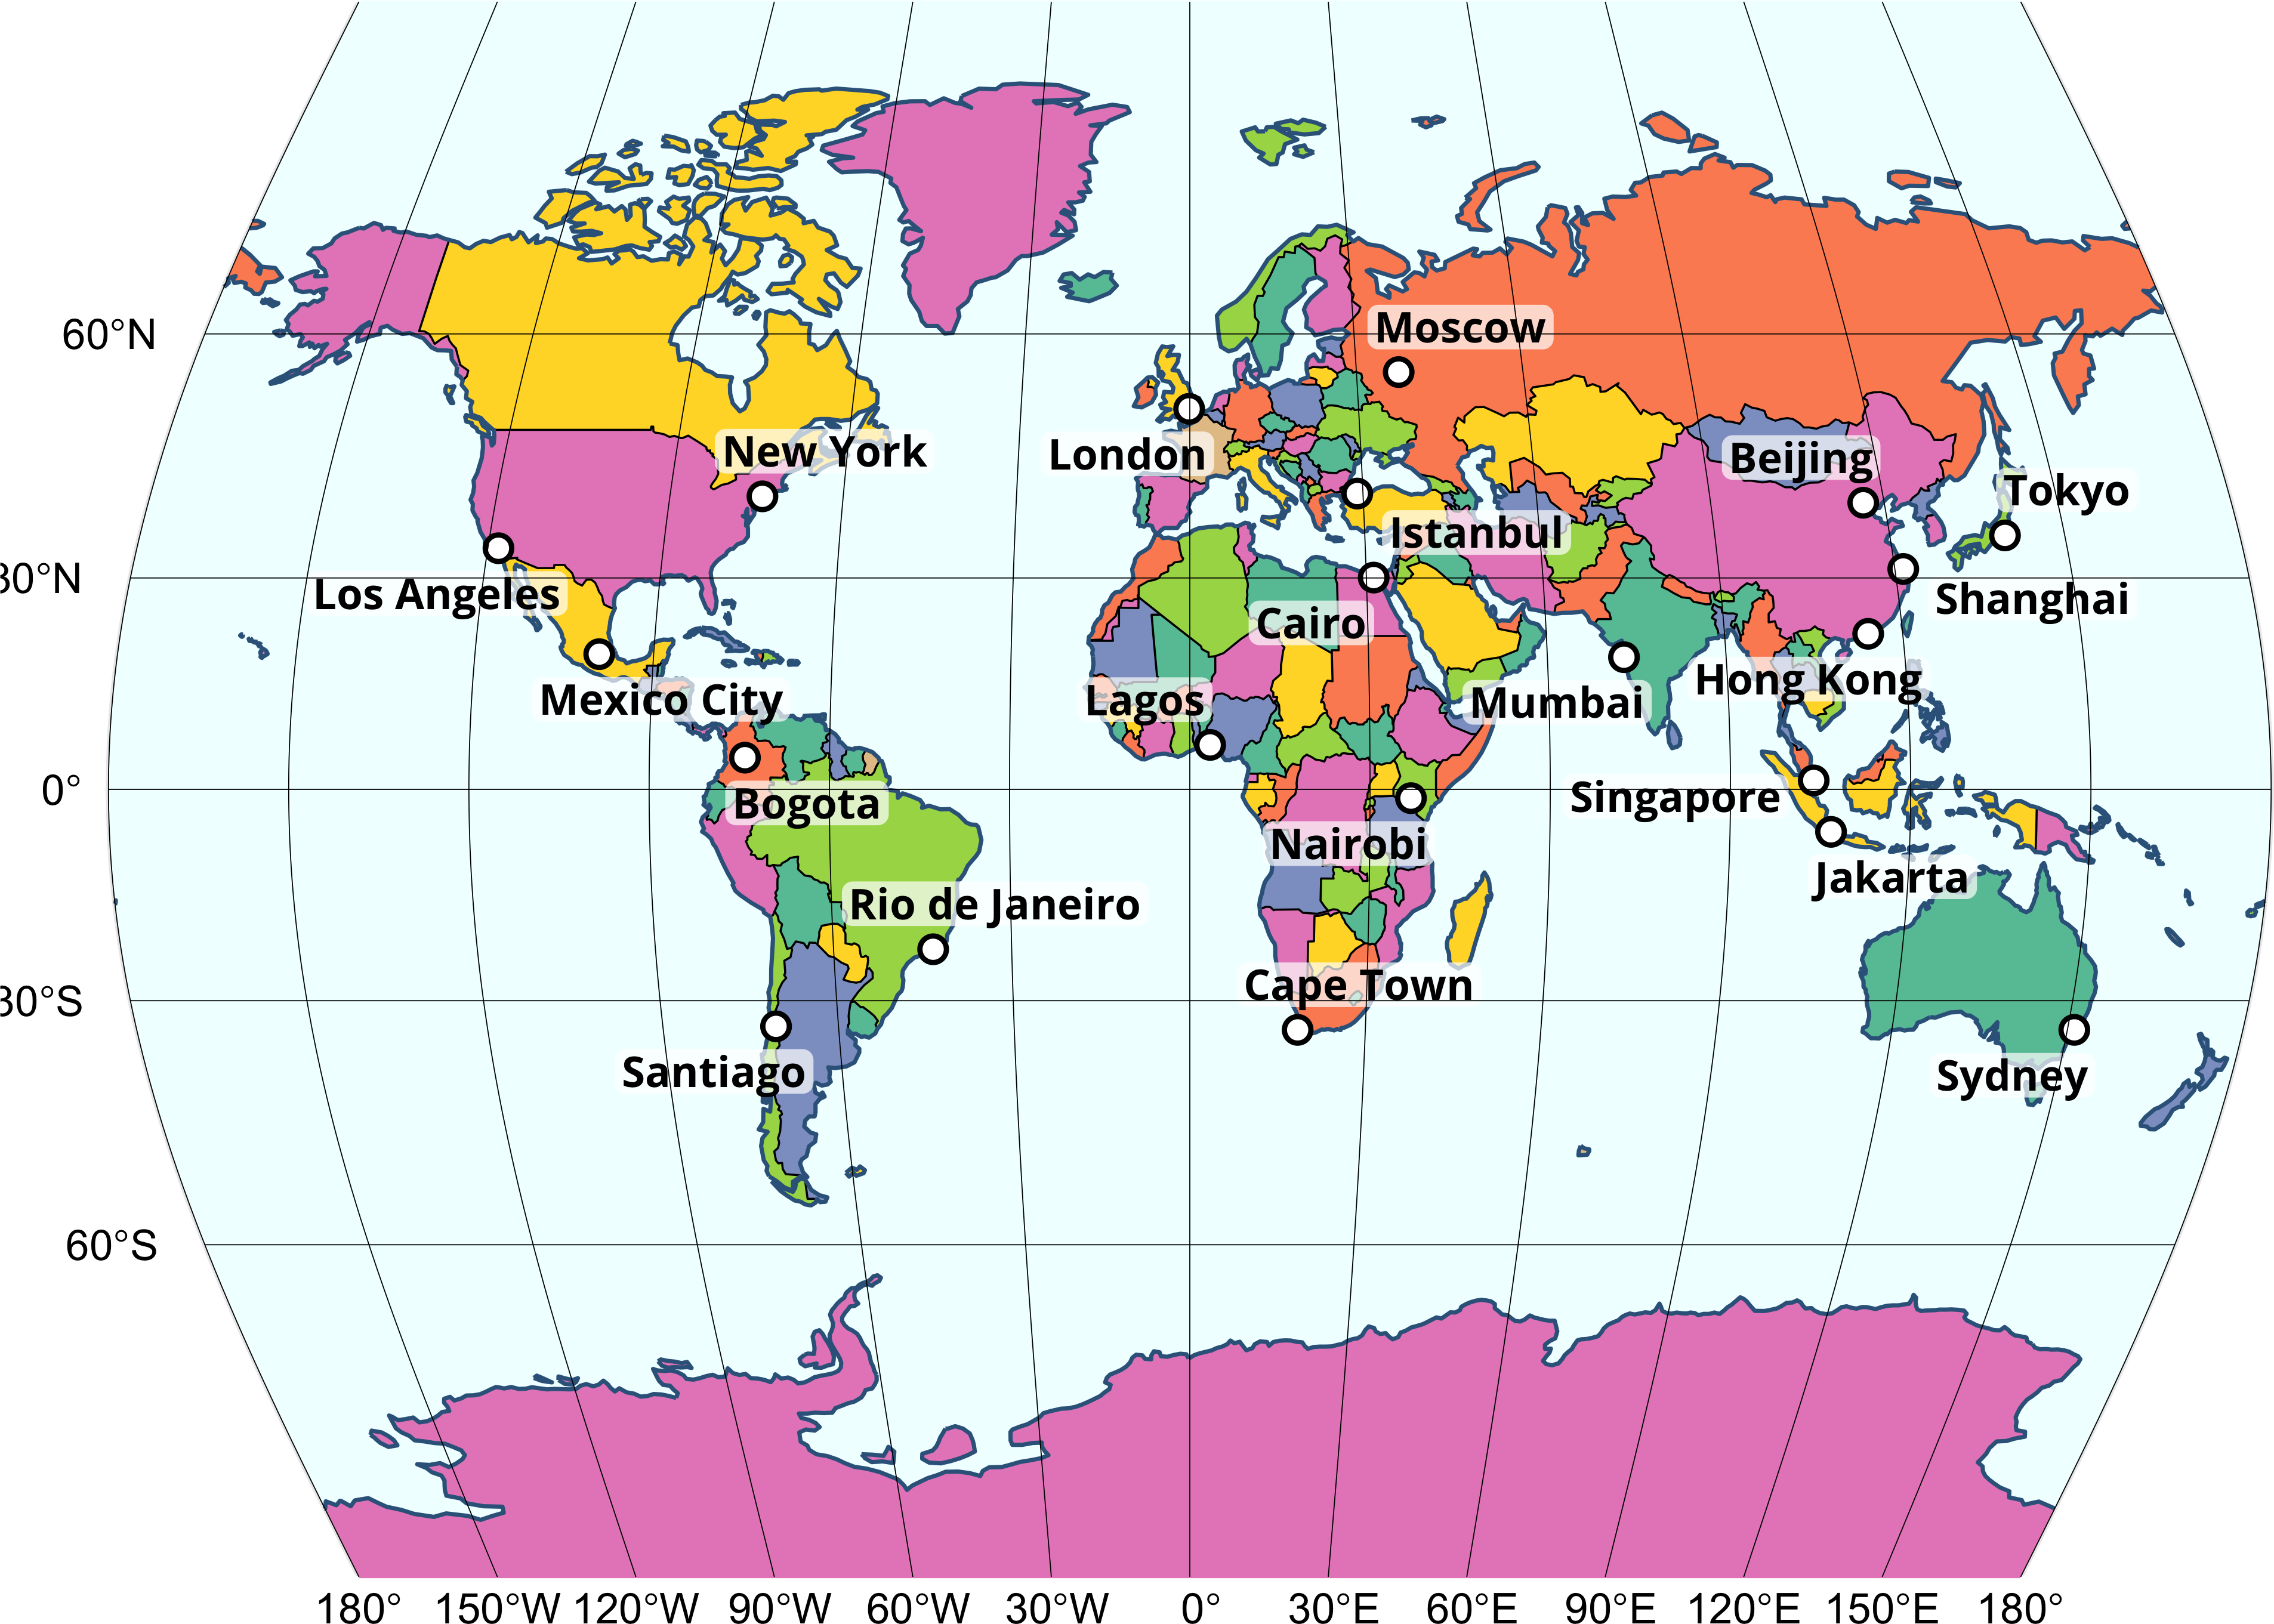 60°N
Moscow
New York
London
Beijing
Tokyo
Istanbul
30°N
Los Angeles
Cairo
Shanghai
Mexico City
Lagos
Mumbai
Hong Kong
0°
Bogota
Singapore
Nairobi
Jakarta
Rio de Janeiro
Cape Town
30°S
Santiago
Sydney
60°S
180° 150°W 120°W 90°W 60°W 30°W 0° 30°E 60°E 90°E 120°E 150°E 180°